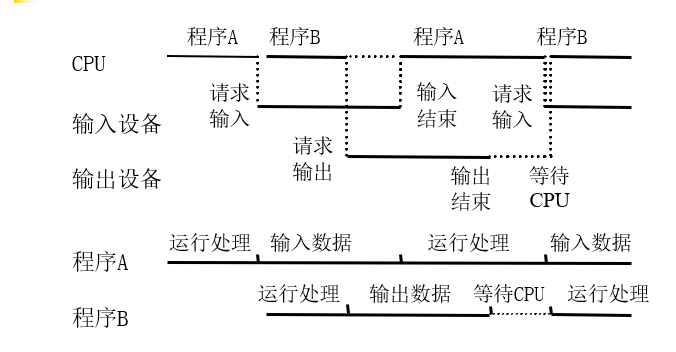 程序A 程序B 程序A 程序B
CPU
请求 输入 请求
输入 结束 输入
输入设备
请求
输出
输出设备
输出 等待
结束 CPU
运行处理 输入数据 运行处理 输入数据
程序A
运行处理 输出数据 等待CPU 运行处理
程序B